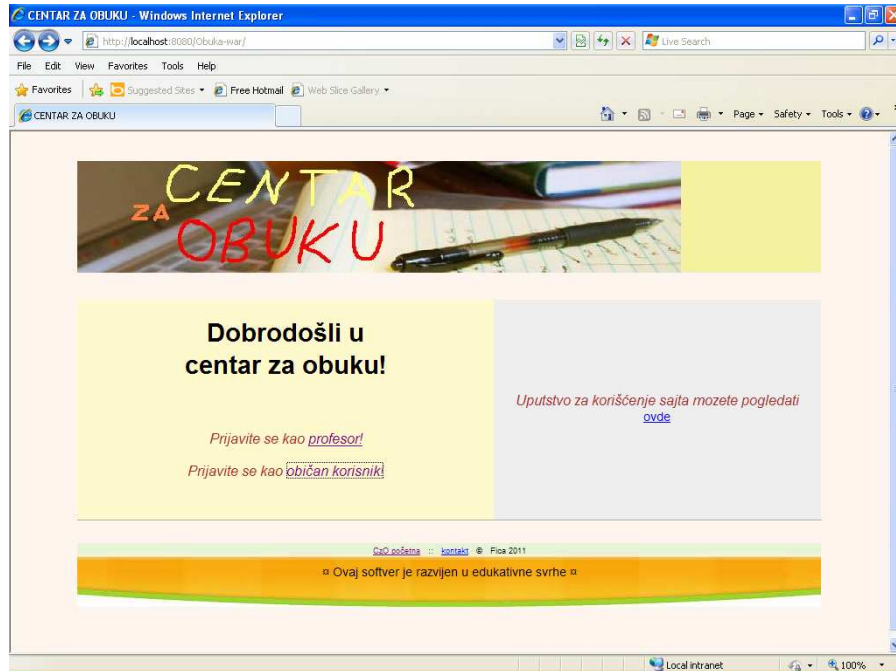 CENTAR ZA OBUKU - Windows Internet Explorer
http://localhost:8080/Obuka-war/
Live Search
File Edit View Favorites Tools Help
Favorites Suggested Sites Free Hotmail Web Slice Gallery
CENTAR ZA OBUKU
Page Safety Tools
CENTAR
ZA
OBUKU
Dobrodošli u
centar za obuku!
Prijavite se kao profesor!
Prijavite se kao običan korisnik!
Uputstvo za korišćenje sajta mozete pogledati
ovde
CzO početna :: kontakt © Fica 2011
¤ Ovaj softver je razvijen u edukativne svrhe ¤
Local intranet 100%